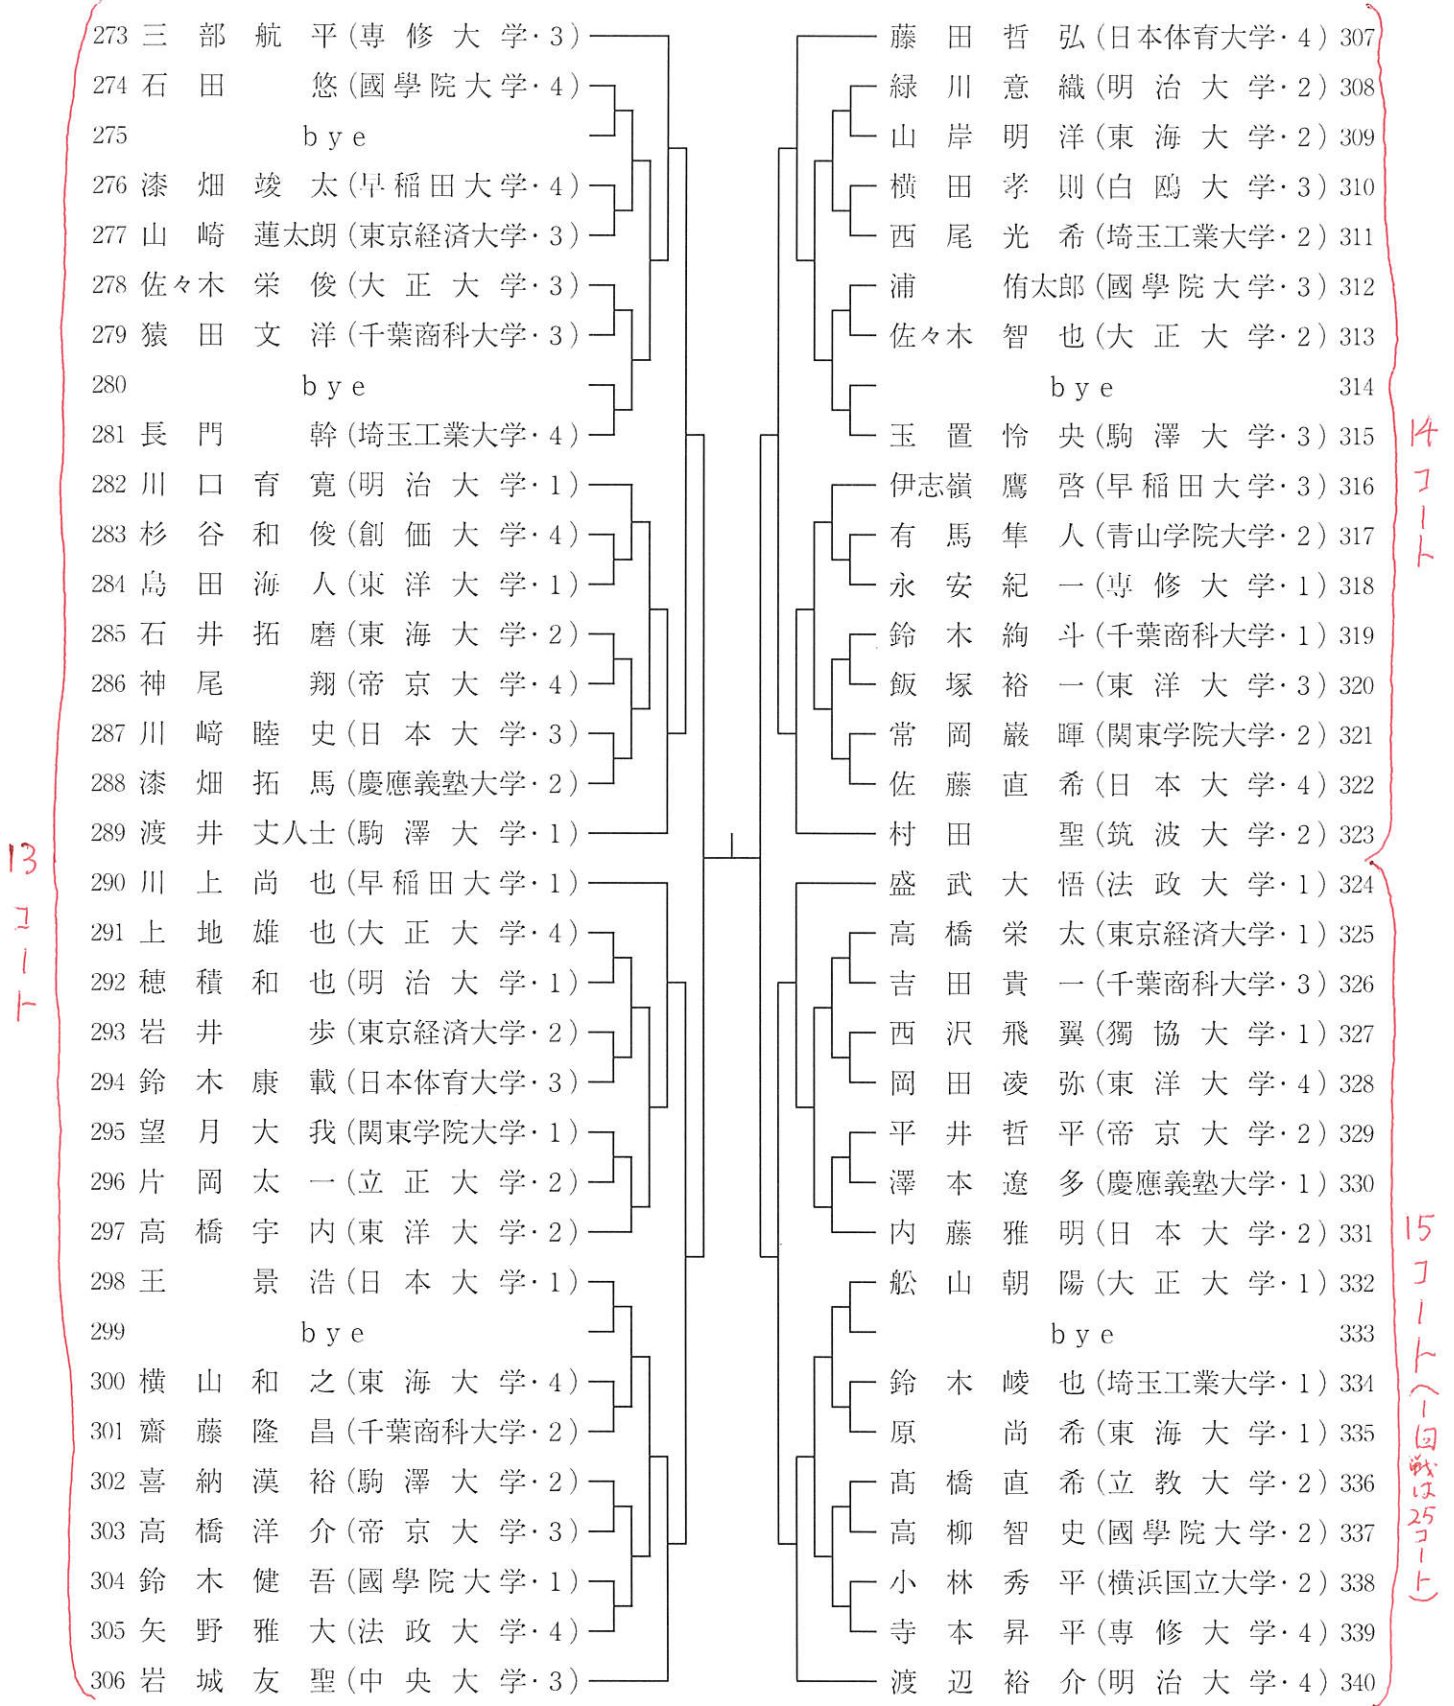 273 三部航平(専修大学・3)
274 石田悠(國學院大学・4)
275 bye
276 漆畑竣太(早稲田大学・4)
277 山崎蓮太朗(東京経済大学・3)
278 佐々木栄俊(大正大学・3)
279 猿田文洋(千葉商科大学・3)
280 bye
281 長門幹(埼玉工業大学・4)
282 川口育寛(明治大学・1)
283 杉谷和俊(創価大学・4)
284 島田海人(東洋大学・1)
285 石井拓磨(東海大学・2)
286 神尾翔(帝京大学・4)
287 川﨑睦史(日本大学・3)
288 漆畑拓馬(慶應義塾大学・2)
289 渡井丈人士(駒澤大学・1)
290 川上尚也(早稲田大学・1)
291 上地雄也(大正大学・4)
292 穂積和也(明治大学・1)
293 岩井歩(東京経済大学・2)
294 鈴木康載(日本体育大学・3)
295 望月大我(関東学院大学・1)
296 片岡太一(立正大学・2)
297 高橋宇内(東洋大学・2)
298 王景浩(日本大学・1)
299 bye
300 横山和之(東海大学・4)
301 齋藤隆昌(千葉商科大学・2)
302 喜納漢裕(駒澤大学・2)
303 高橋洋介(帝京大学・3)
304 鈴木健吾(國學院大学・1)
305 矢野雅大(法政大学・4)
306 岩城友聖(中央大学・3)
13コート
藤田哲弘(日本体育大学・4) 307
緑川意織(明治大学・2) 308
山岸明洋(東海大学・2) 309
横田孝則(白鴎大学・3) 310
西尾光希(埼玉工業大学・2) 311
浦侑太郎(國學院大学・3) 312
佐々木智也(大正大学・2) 313
bye 314
玉置怜央(駒澤大学・3) 315
伊志嶺鷹啓(早稲田大学・3) 316
有馬隼人(青山学院大学・2) 317
永安紀一(専修大学・1) 318
鈴木絢斗(千葉商科大学・1) 319
飯塚裕一(東洋大学・3) 320
常岡巌暉(関東学院大学・2) 321
佐藤直希(日本大学・4) 322
村田聖(筑波大学・2) 323
盛武大悟(法政大学・1) 324
高橋栄太(東京経済大学・1) 325
吉田貴一(千葉商科大学・3) 326
西沢飛翼(獨協大学・1) 327
岡田凌弥(東洋大学・4) 328
平井哲平(帝京大学・2) 329
澤本遼多(慶應義塾大学・1) 330
内藤雅明(日本大学・2) 331
舩山朝陽(大正大学・1) 332
bye 333
鈴木崚也(埼玉工業大学・1) 334
原尚希(東海大学・1) 335
髙橋直希(立教大学・2) 336
高柳智史(國學院大学・2) 337
小林秀平(横浜国立大学・2) 338
寺本昇平(専修大学・4) 339
渡辺裕介(明治大学・4) 340
14コート
15コート(一回戦は25コート)